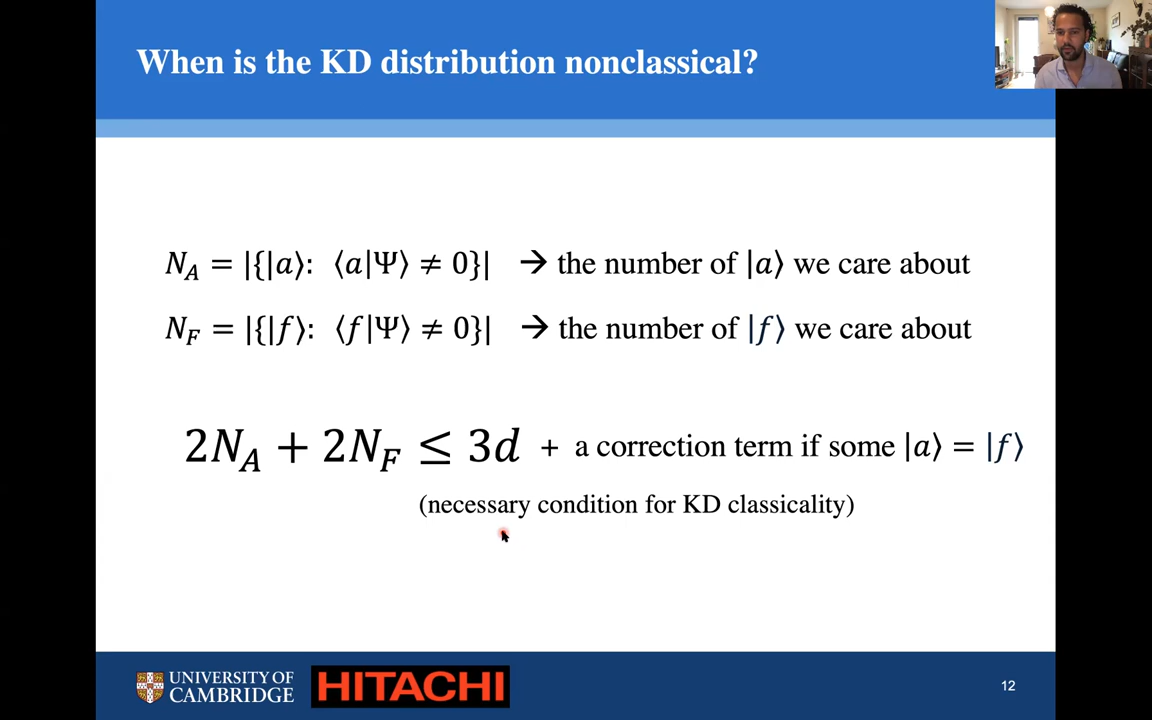 When is the KD distribution nonclassical?
N_A = |{|a⟩: ⟨a|Ψ⟩ ≠ 0}| → the number of |a⟩ we care about
N_F = |{|f⟩: ⟨f|Ψ⟩ ≠ 0}| → the number of |f⟩ we care about
2N_A + 2N_F ≤ 3d + a correction term if some |a⟩ = |f⟩
(necessary condition for KD classicality)
UNIVERSITY OF
CAMBRIDGE
HITACHI
12